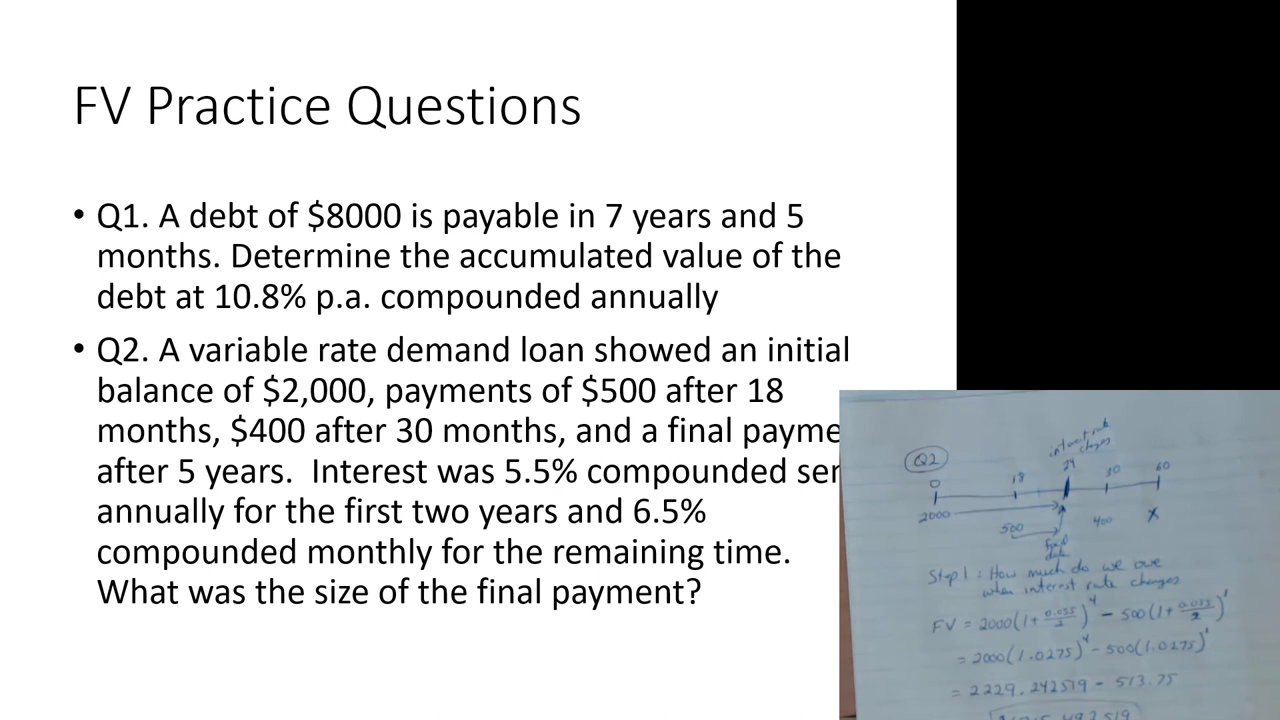 FV Practice Questions
• Q1. A debt of $8000 is payable in 7 years and 5
months. Determine the accumulated value of the
debt at 10.8% p.a. compounded annually
• Q2. A variable rate demand loan showed an initial
balance of $2,000, payments of $500 after 18
months, $400 after 30 months, and a final payme
after 5 years. Interest was 5.5% compounded sem
annually for the first two years and 6.5%
compounded monthly for the remaining time.
What was the size of the final payment?
Q2
interest rate
changes
0 18 24 30 60
2000
500 400 X
date
Step 1: How much do we owe
when interest rate changes
FV = 2000(1+0.055/2)^4 - 500(1+0.055/2)^1
= 2000(1.0275)^4 - 500(1.0275)^1
= 2229.242519 - 513.75